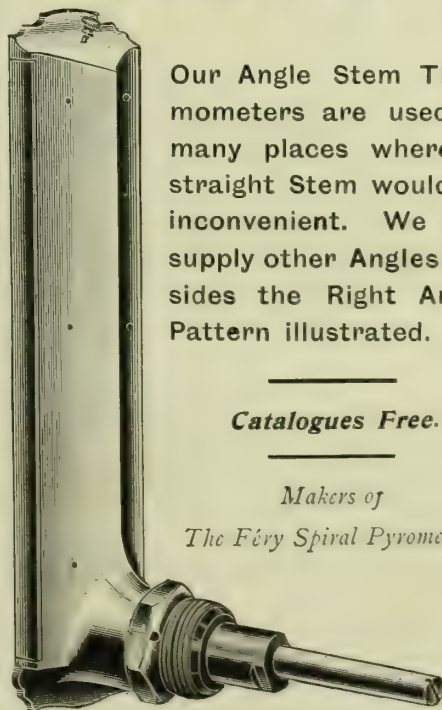 Our Angle Stem T
mometers are used
many places where
straight Stem would
inconvenient. We
supply other Angles
sides the Right A
Pattern illustrated.
Catalogues Free.
Makers of
The Féry Spiral Pyrome